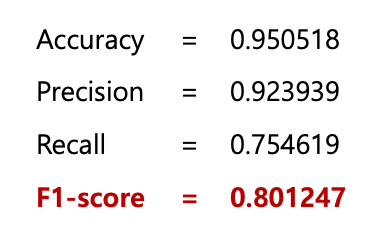 Accuracy = 0.950518
Precision = 0.923939
Recall = 0.754619
F1-score = 0.801247